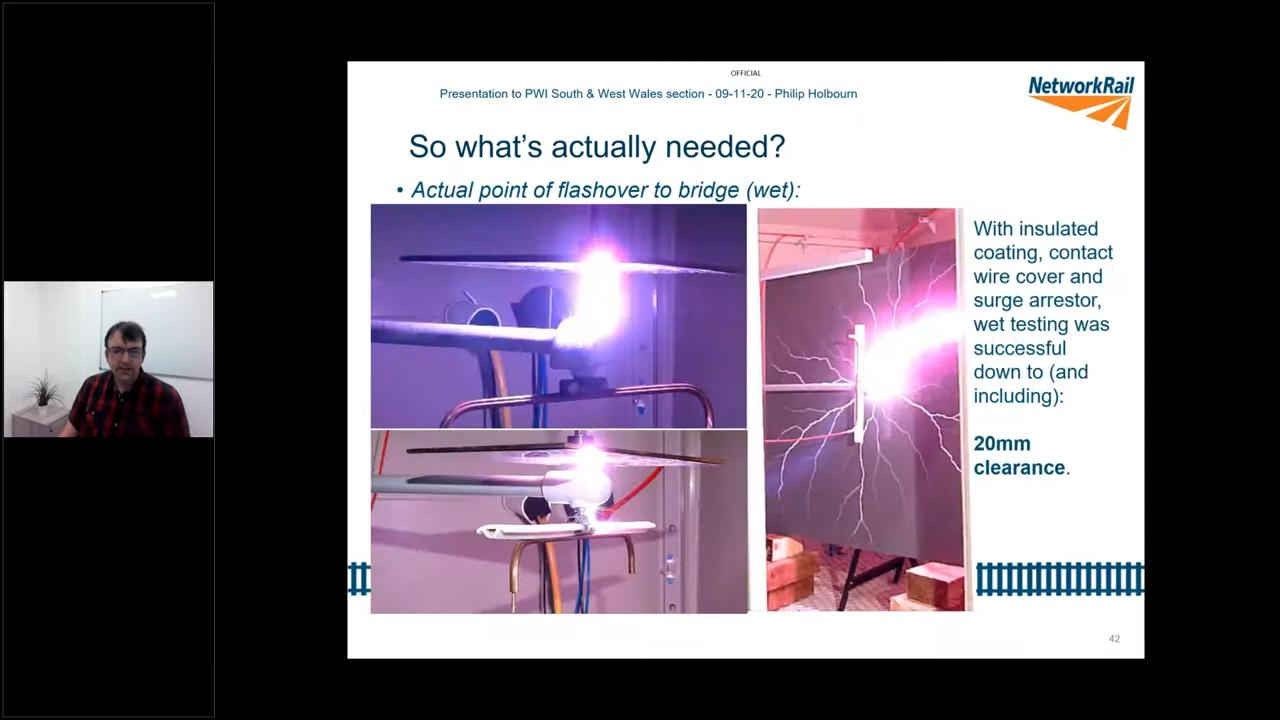 OFFICIAL
Presentation to PWI South & West Wales section - 09-11-20 - Philip Holbourn
NetworkRail
So what's actually needed?
• Actual point of flashover to bridge (wet):
With insulated
coating, contact
wire cover and
surge arrestor,
wet testing was
successful
down to (and
including):
20mm
clearance.
42